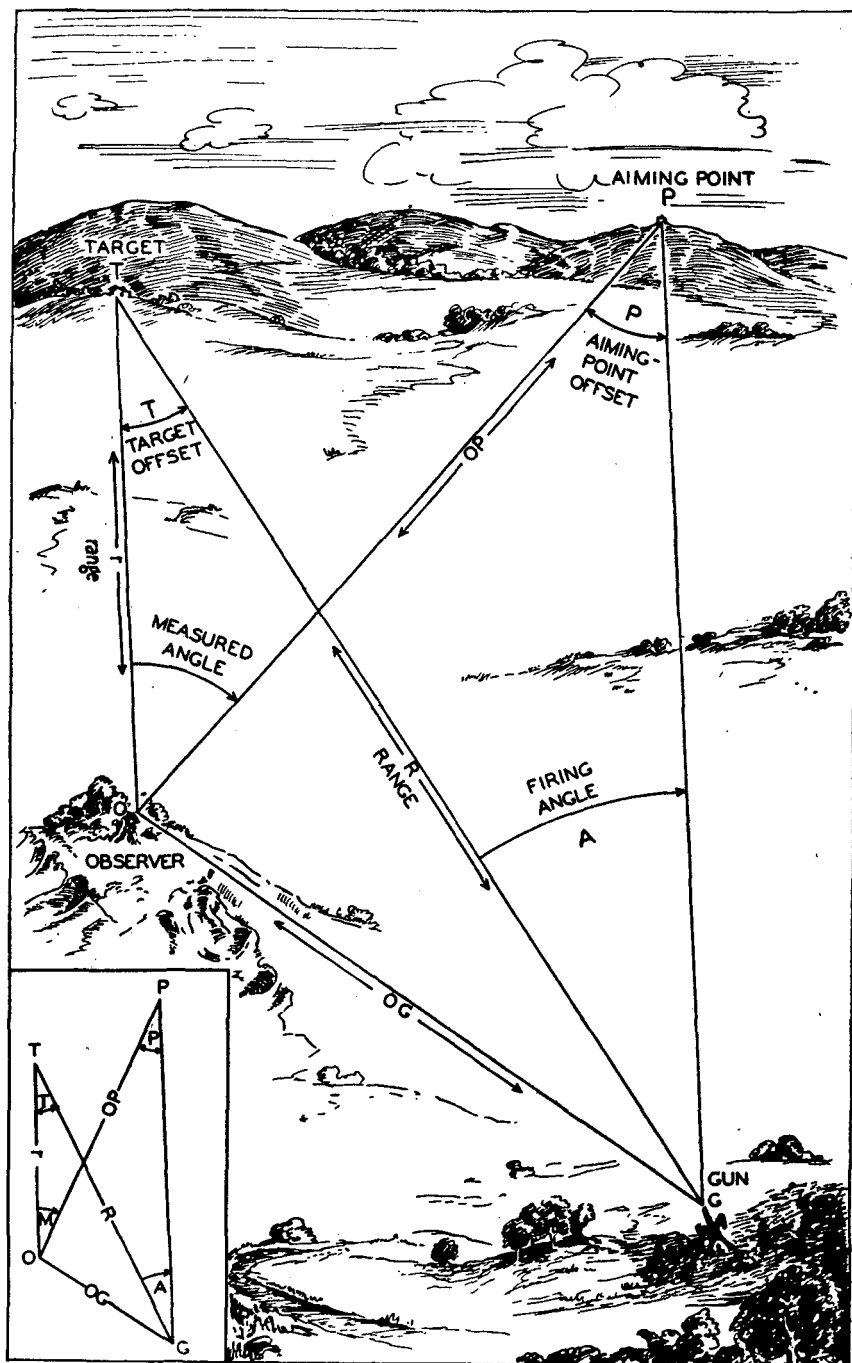 AIMING POINT
P
TARGET
T
P
AIMING-
POINT
OFFSET
T
TARGET
OFFSET
OP
r
range
MEASURED
ANGLE
R
RANGE
FIRING
ANGLE
A
O
OBSERVER
OG
GUN
G
P
P
T
T
OP
r
R
M
O
A
OG
G